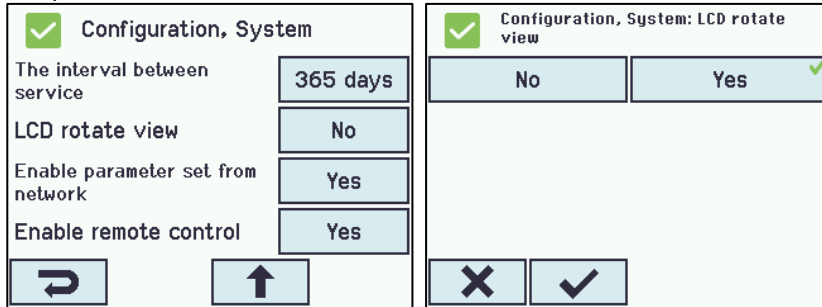 Configuration, System
The interval between
service
365 days
LCD rotate view
No
Enable parameter set from
network
Yes
Enable remote control
Yes
Configuration, System: LCD rotate
view
No
Yes